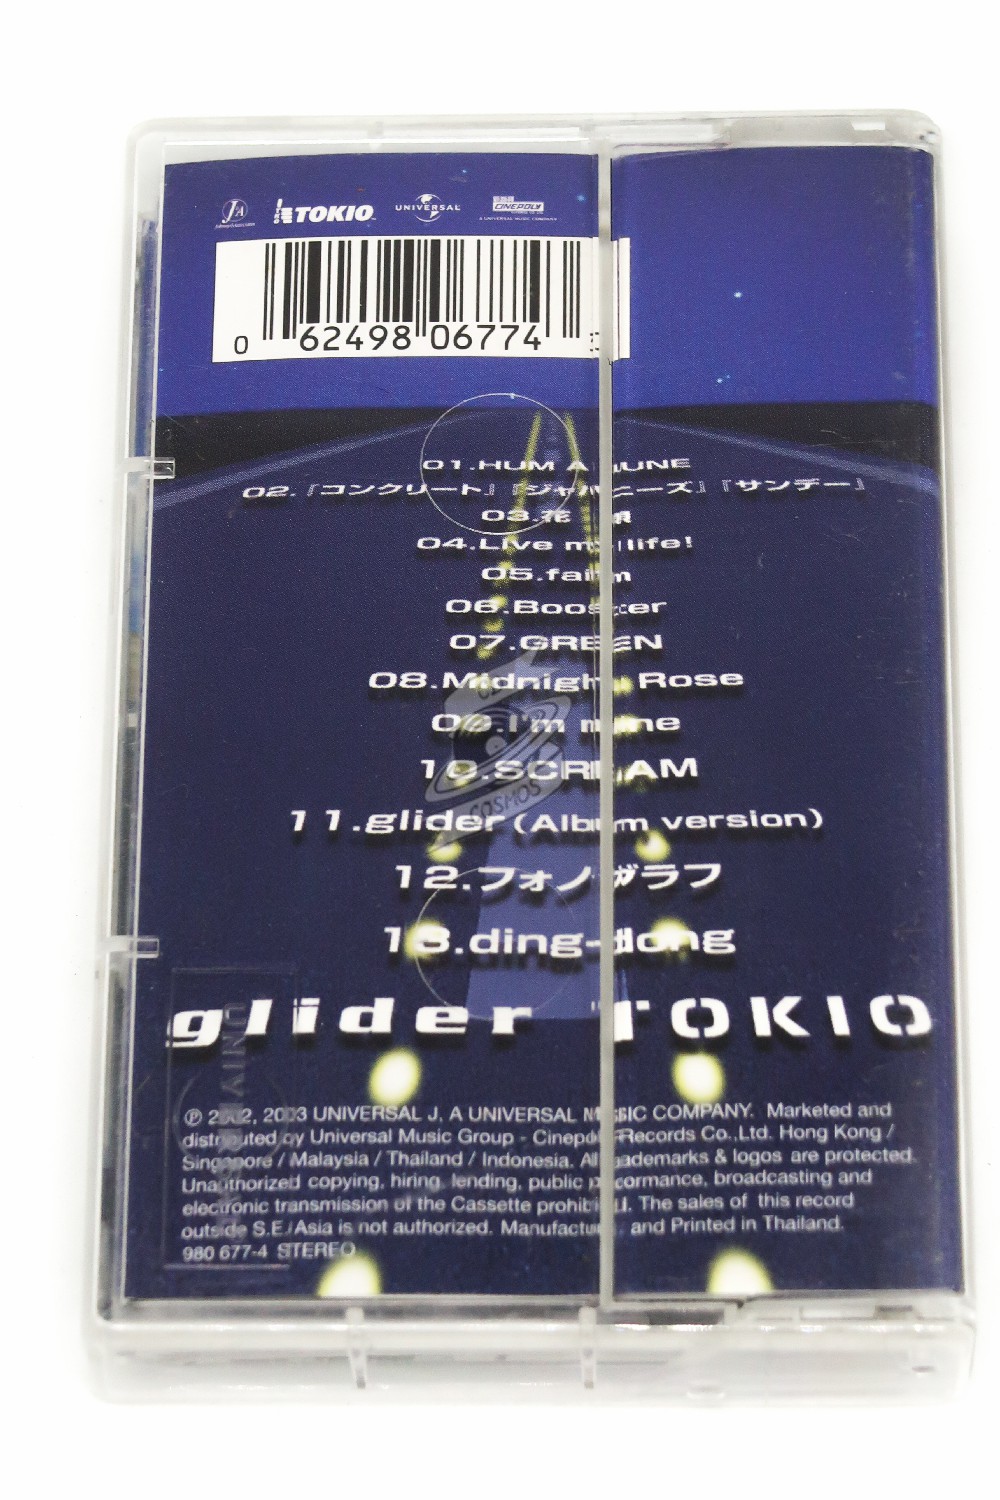 J/A
TOKIO
UNIVERSAL
CINEPOLY
A UNIVERSAL MUSIC COMPANY
0 62498 06774
01.HUM A TUNE
02.『コンクリート』『ジャパニーズ』『サンデー』
03.花唄
04.Live my life!
05.faith
06.Booster
07.GREEN
08.Midnight Rose
09.I'm mine
10.SCREAM
11.glider (Album version)
12.フォノグラフ
13.ding-dong
COSMOS
glider TOKIO
UNIVERSAL
℗ 2002, 2003 UNIVERSAL J, A UNIVERSAL MUSIC COMPANY. Marketed and
distributed by Universal Music Group - Cinepoly Records Co.,Ltd. Hong Kong /
Singapore / Malaysia / Thailand / Indonesia. All trademarks & logos are protected.
Unauthorized copying, hiring, lending, public performance, broadcasting and
electronic transmission of the Cassette prohibited. The sales of this record
outside S.E. Asia is not authorized. Manufactured and Printed in Thailand.
980 677-4 STEREO